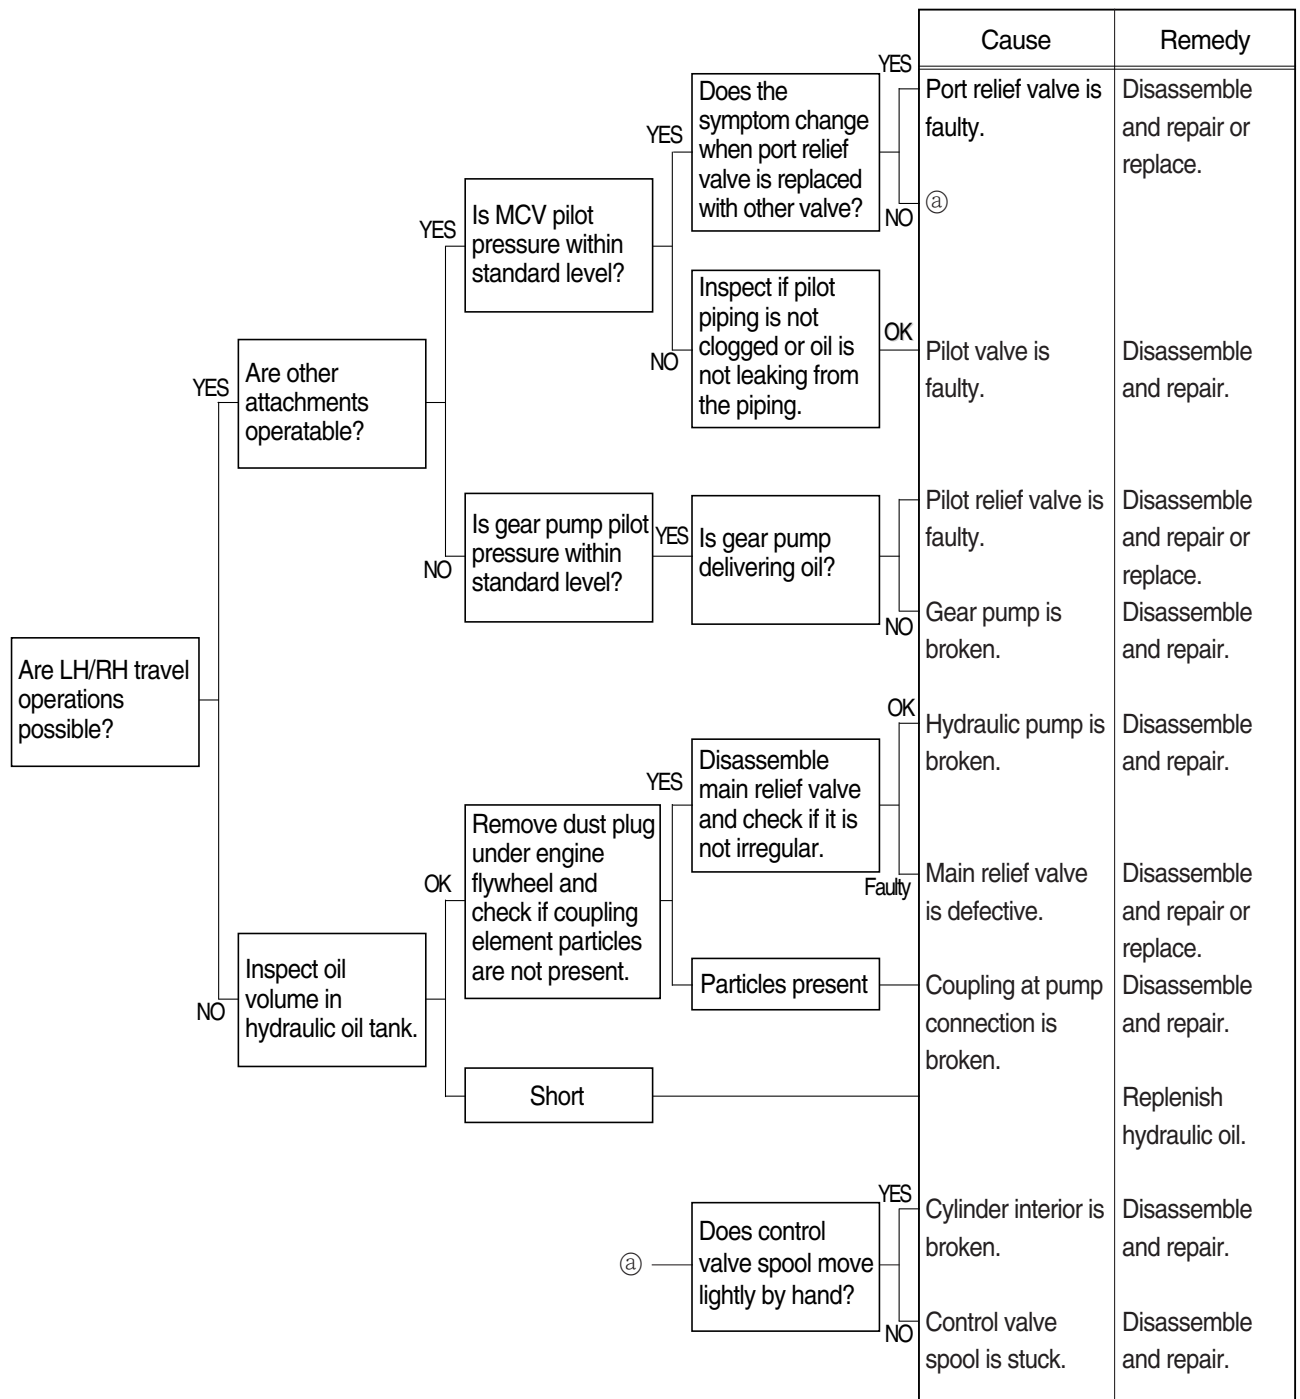 Cause
Remedy
YES
Does the
symptom change
when port relief
valve is replaced
with other valve?
YES
NO
Port relief valve is
faulty.
Disassemble
and repair or
replace.
ⓐ
YES
Is MCV pilot
pressure within
standard level?
NO
Inspect if pilot
piping is not
clogged or oil is
not leaking from
the piping.
OK
Pilot valve is
faulty.
Disassemble
and repair.
YES
Are other
attachments
operatable?
NO
Is gear pump pilot
pressure within
standard level?
YES
Is gear pump
delivering oil?
Pilot relief valve is
faulty.
Disassemble
and repair or
replace.
NO
Gear pump is
broken.
Disassemble
and repair.
Are LH/RH travel
operations
possible?
OK
Hydraulic pump is
broken.
Disassemble
and repair.
YES
Disassemble
main relief valve
and check if it is
not irregular.
Faulty
Main relief valve
is defective.
Disassemble
and repair or
replace.
OK
Remove dust plug
under engine
flywheel and
check if coupling
element particles
are not present.
Particles present
Coupling at pump
connection is
broken.
Disassemble
and repair.
NO
Inspect oil
volume in
hydraulic oil tank.
Short
Replenish
hydraulic oil.
ⓐ
Does control
valve spool move
lightly by hand?
YES
Cylinder interior is
broken.
Disassemble
and repair.
NO
Control valve
spool is stuck.
Disassemble
and repair.